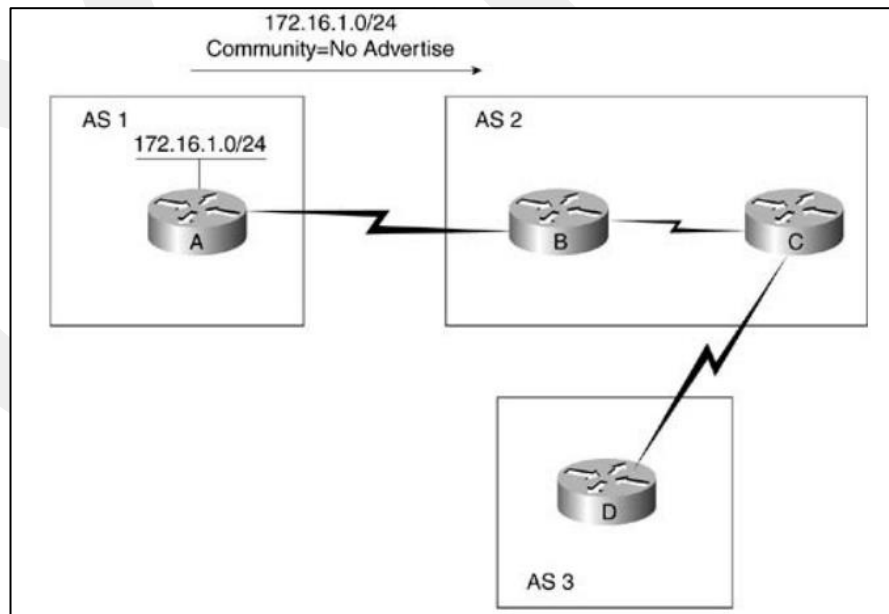 172.16.1.0/24
Community=No Advertise
AS 1
AS 2
172.16.1.0/24
A
B
C
D
AS 3